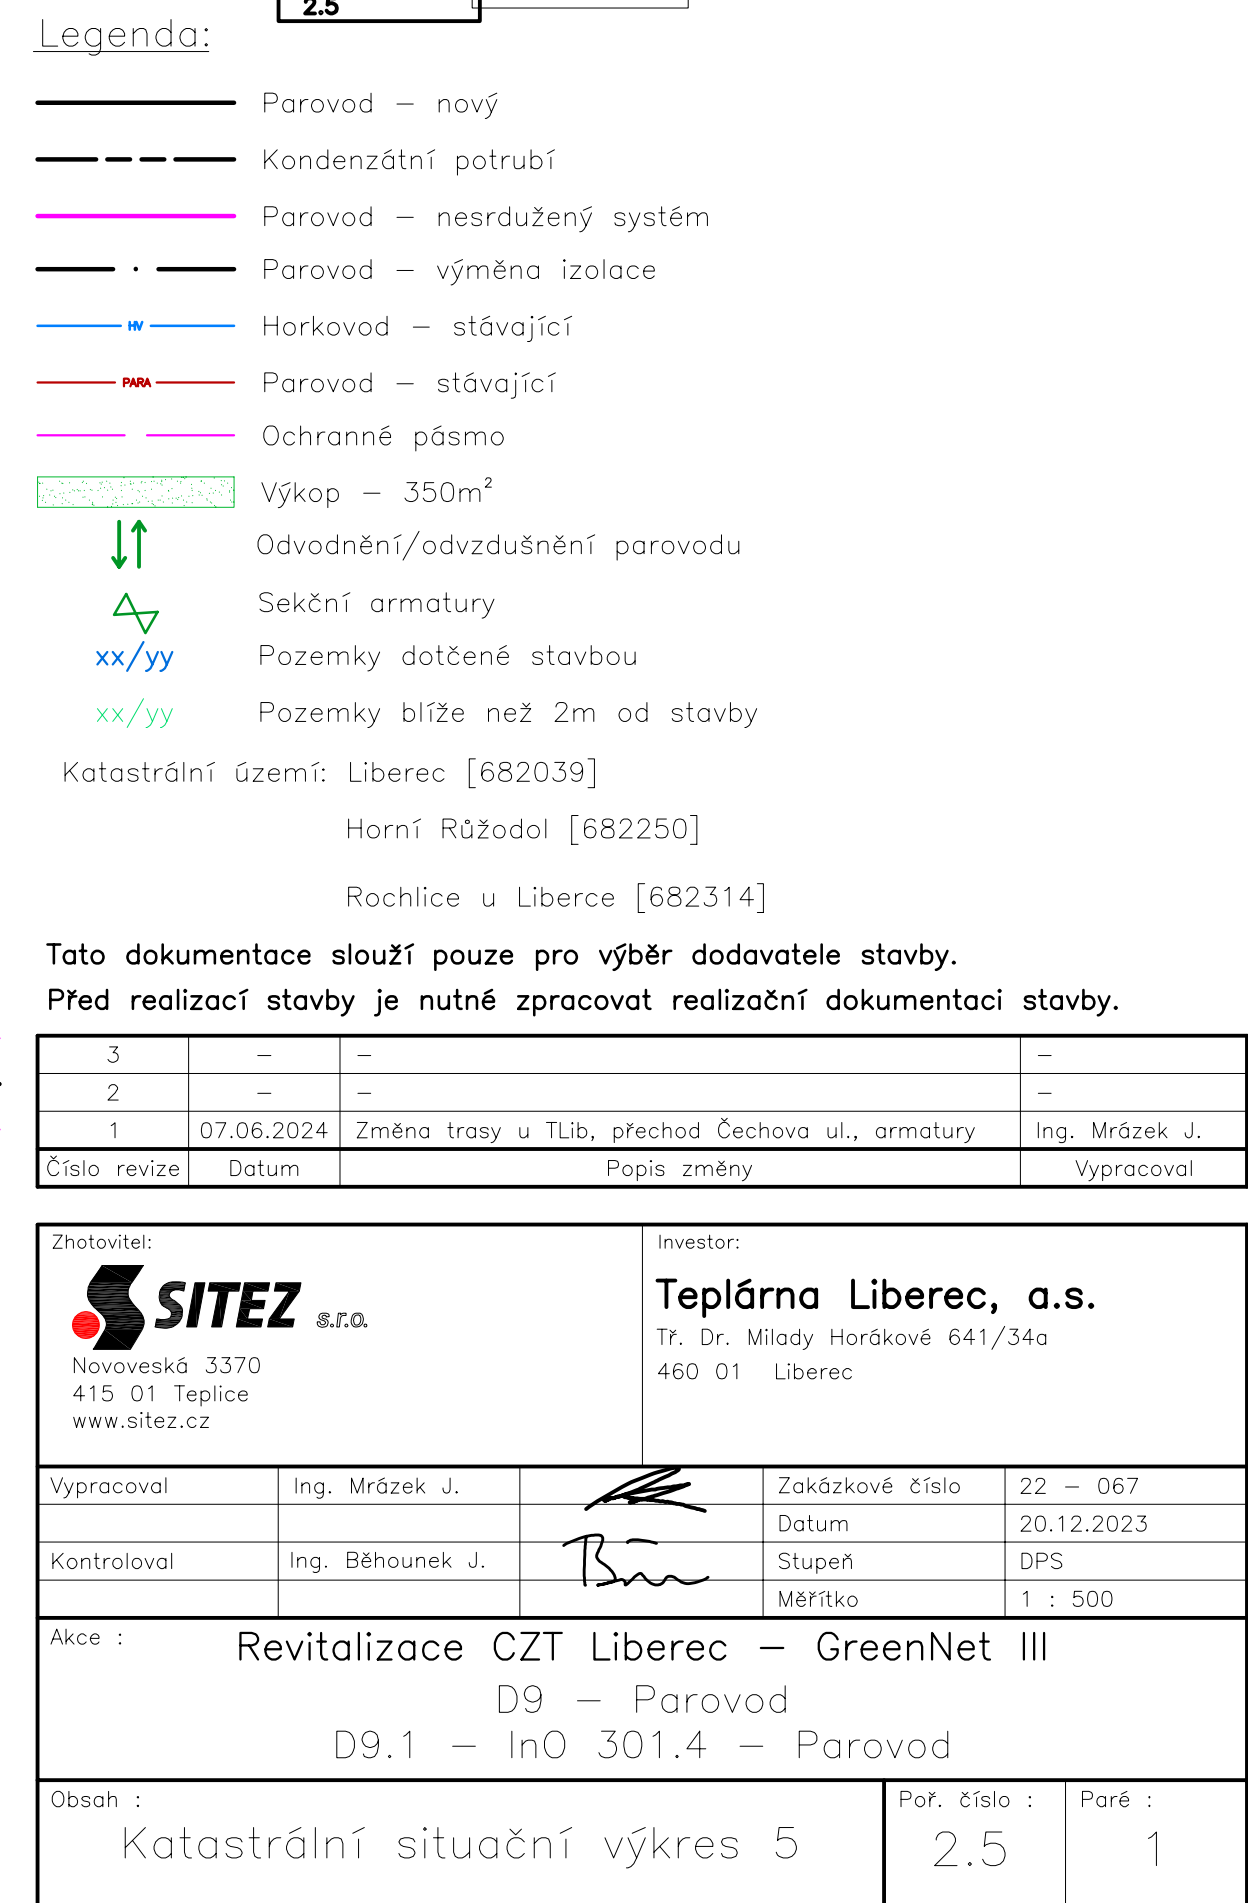 2.5
Legenda:
Parovod – nový
Kondenzátní potrubí
Parovod – nesrdužený systém
Parovod – výměna izolace
HV Horkovod – stávající
PARA Parovod – stávající
Ochranné pásmo
Výkop – 350m²
Odvodnění/odvzdušnění parovodu
Sekční armatury
xx/yy Pozemky dotčené stavbou
xx/yy Pozemky blíže než 2m od stavby
Katastrální území: Liberec [682039]
Horní Růžodol [682250]
Rochlice u Liberce [682314]
Tato dokumentace slouží pouze pro výběr dodavatele stavby.
Před realizací stavby je nutné zpracovat realizační dokumentaci stavby.
3 – – –
2 – – –
1 07.06.2024 Změna trasy u TLib, přechod Čechova ul., armatury Ing. Mrázek J.
Číslo revize Datum Popis změny Vypracoval
Zhotovitel:
SITEZ s.r.o.
Novoveská 3370
415 01 Teplice
www.sitez.cz
Investor:
Teplárna Liberec, a.s.
Tř. Dr. Milady Horákové 641/34a
460 01 Liberec
Vypracoval Ing. Mrázek J. Zakázkové číslo 22 – 067
Datum 20.12.2023
Kontroloval Ing. Běhounek J. Stupeň DPS
Měřítko 1 : 500
Akce : Revitalizace CZT Liberec – GreenNet III
D9 – Parovod
D9.1 – InO 301.4 – Parovod
Obsah :
Katastrální situační výkres 5
Poř. číslo :
2.5
Paré :
1